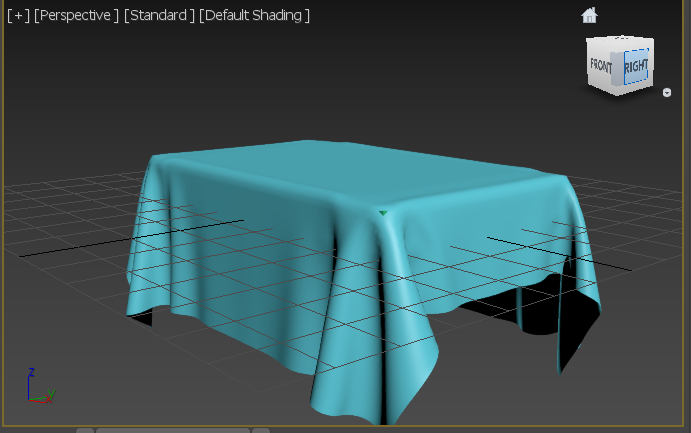 [+] [Perspective ] [Standard ] [Default Shading ]
FRONT RIGHT
z
y